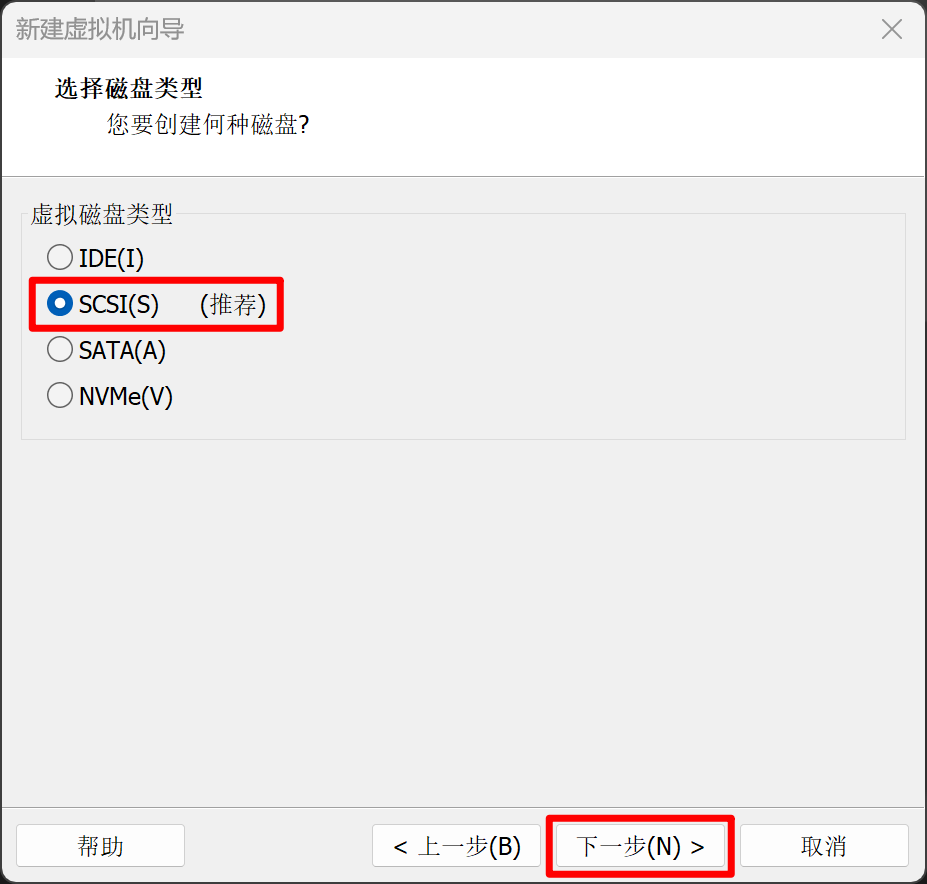 新建虚拟机向导
选择磁盘类型
您要创建何种磁盘?
虚拟磁盘类型
IDE(I)
SCSI(S) (推荐)
SATA(A)
NVMe(V)
帮助 < 上一步(B) 下一步(N) > 取消